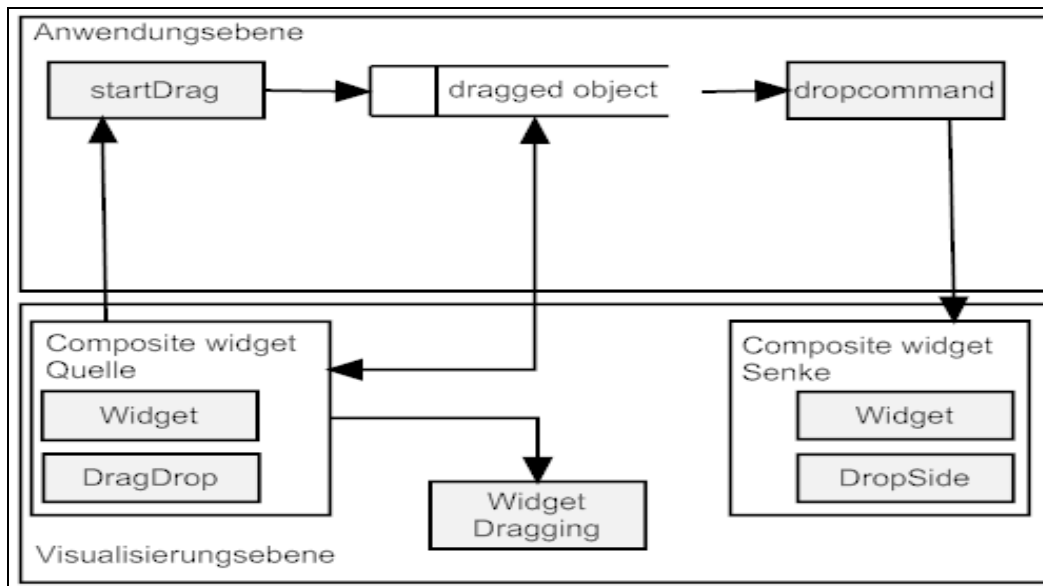 Anwendungsebene
startDrag
dragged object
dropcommand
Composite widget
Quelle
Widget
DragDrop
Widget
Dragging
Composite widget
Senke
Widget
DropSide
Visualisierungsebene